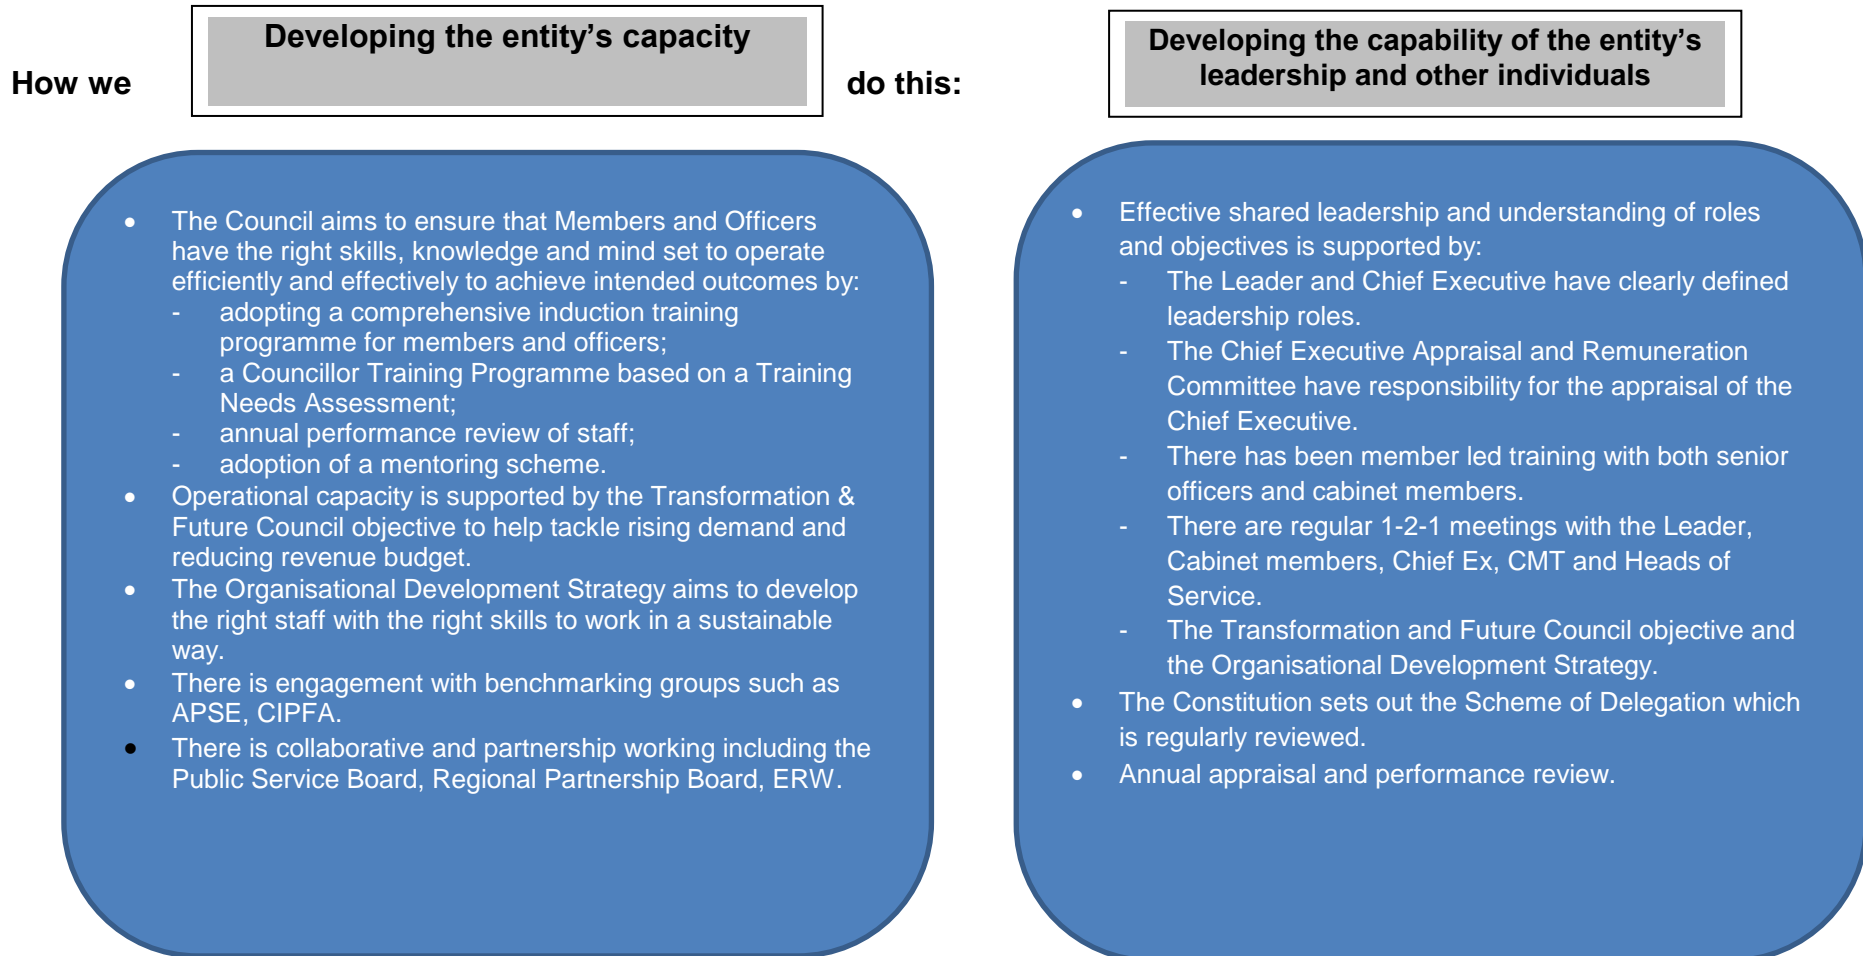 How we
Developing the entity’s capacity
do this:
Developing the capability of the entity’s
leadership and other individuals
• The Council aims to ensure that Members and Officers
have the right skills, knowledge and mind set to operate
efficiently and effectively to achieve intended outcomes by:
- adopting a comprehensive induction training
programme for members and officers;
- a Councillor Training Programme based on a Training
Needs Assessment;
- annual performance review of staff;
- adoption of a mentoring scheme.
• Operational capacity is supported by the Transformation &
Future Council objective to help tackle rising demand and
reducing revenue budget.
• The Organisational Development Strategy aims to develop
the right staff with the right skills to work in a sustainable
way.
• There is engagement with benchmarking groups such as
APSE, CIPFA.
• There is collaborative and partnership working including the
Public Service Board, Regional Partnership Board, ERW.
• Effective shared leadership and understanding of roles
and objectives is supported by:
- The Leader and Chief Executive have clearly defined
leadership roles.
- The Chief Executive Appraisal and Remuneration
Committee have responsibility for the appraisal of the
Chief Executive.
- There has been member led training with both senior
officers and cabinet members.
- There are regular 1-2-1 meetings with the Leader,
Cabinet members, Chief Ex, CMT and Heads of
Service.
- The Transformation and Future Council objective and
the Organisational Development Strategy.
• The Constitution sets out the Scheme of Delegation which
is regularly reviewed.
• Annual appraisal and performance review.